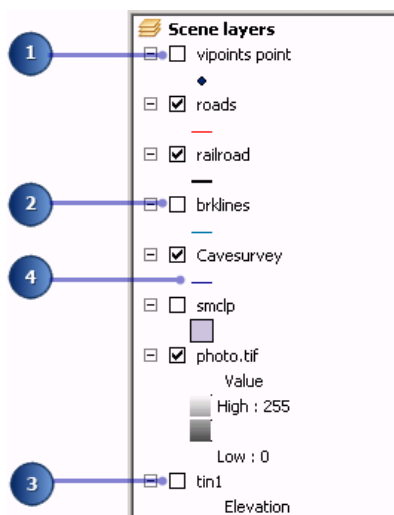 Scene layers
1
vipoints point
roads
railroad
2
brklines
Cavesurvey
4
smclp
photo.tif
Value
High : 255
Low : 0
3
tin1
Elevation